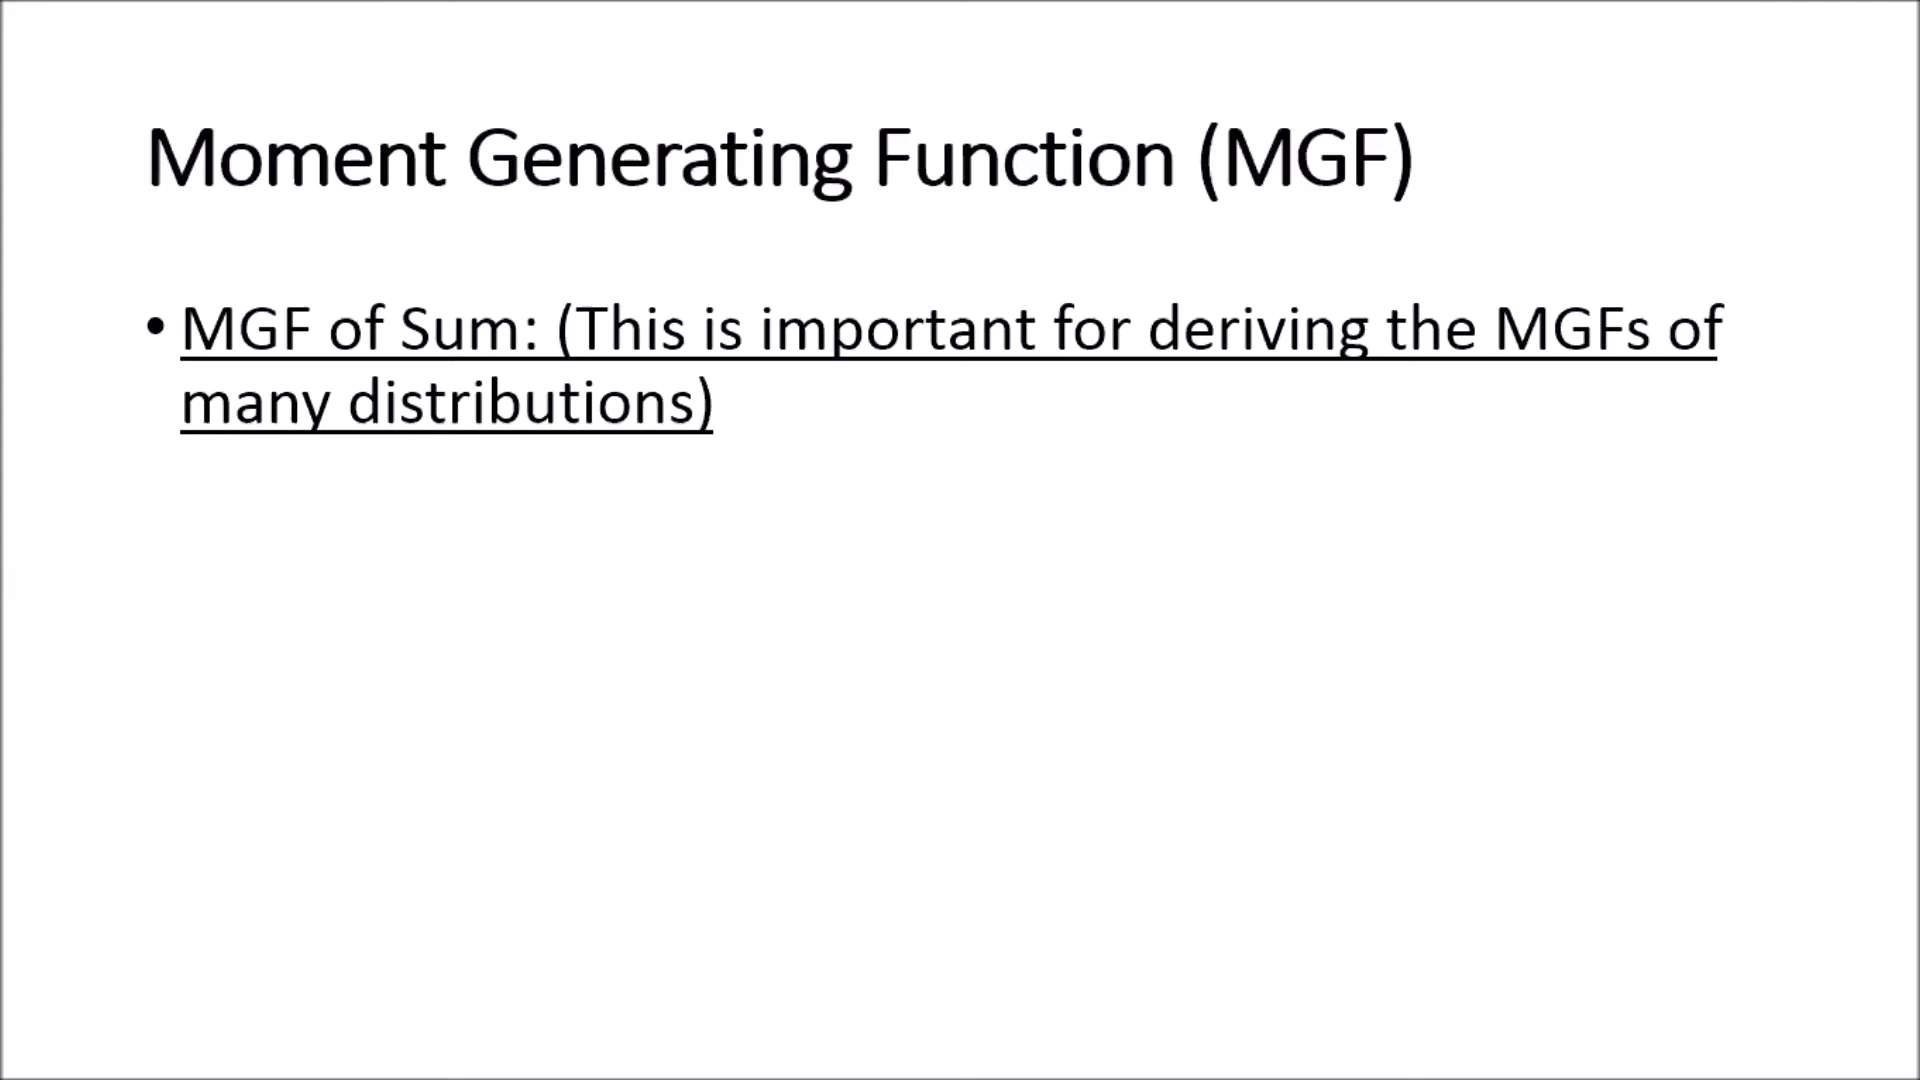 Moment Generating Function (MGF)
• MGF of Sum: (This is important for deriving the MGFs of
many distributions)